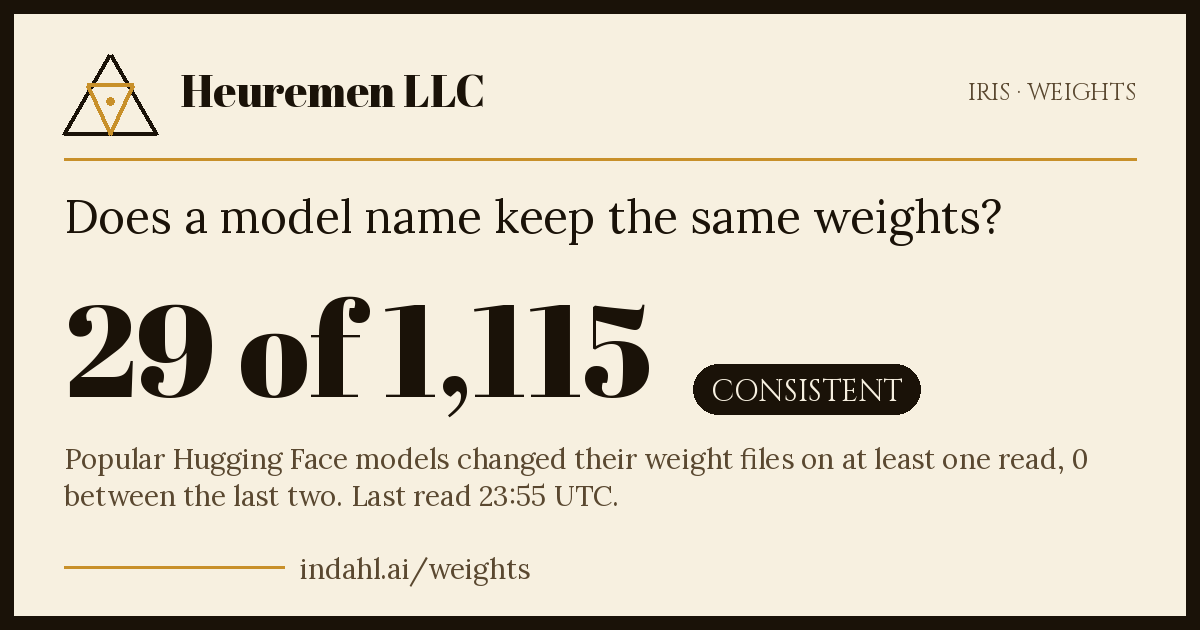 Heuremen LLC
IRIS · WEIGHTS
Does a model name keep the same weights?
29 of 1,115
CONSISTENT
Popular Hugging Face models changed their weight files on at least one read, 0
between the last two. Last read 23:55 UTC.
indahl.ai/weights